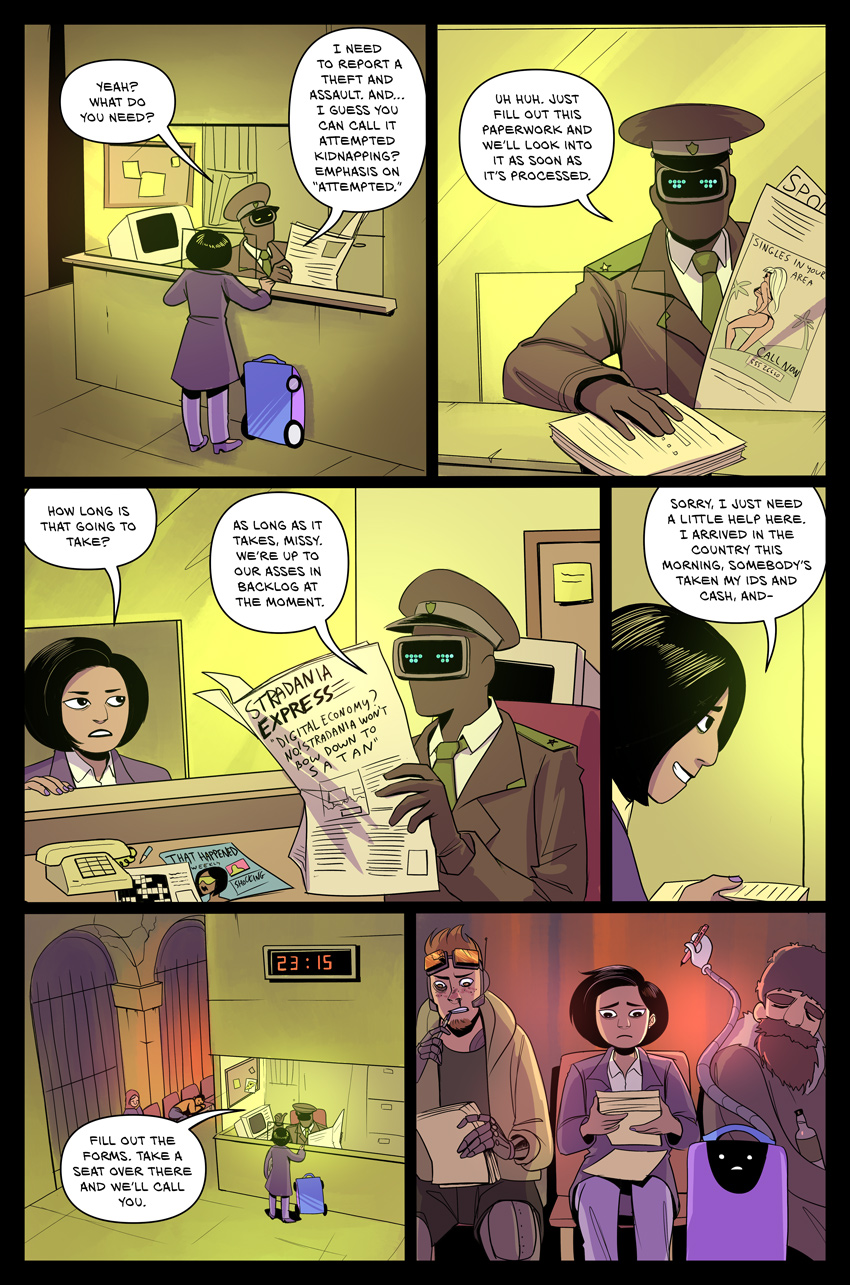 YEAH?
WHAT DO
YOU NEED?
I NEED
TO REPORT A
THEFT AND
ASSAULT. AND...
I GUESS YOU
CAN CALL IT
ATTEMPTED
KIDNAPPING?
EMPHASIS ON
"ATTEMPTED."
UH HUH. JUST
FILL OUT THIS
PAPERWORK AND
WE'LL LOOK INTO
IT AS SOON AS
IT'S PROCESSED.
SPO
SINGLES IN YOUR
AREA
CALL NOW
HOW LONG IS
THAT GOING TO
TAKE?
AS LONG AS IT
TAKES, MISSY.
WE'RE UP TO
OUR ASSES IN
BACKLOG AT
THE MOMENT.
STRADANIA
EXPRESS
"DIGITAL ECONOMY?
NO! STRADANIA WON'T
BOW DOWN TO
SATAN"
THAT HAPPENED
WEEKLY
SHOCKING
SORRY, I JUST NEED
A LITTLE HELP HERE.
I ARRIVED IN THE
COUNTRY THIS
MORNING, SOMEBODY'S
TAKEN MY IDS AND
CASH, AND-
23:15
FILL OUT THE
FORMS. TAKE A
SEAT OVER THERE
AND WE'LL CALL
YOU.